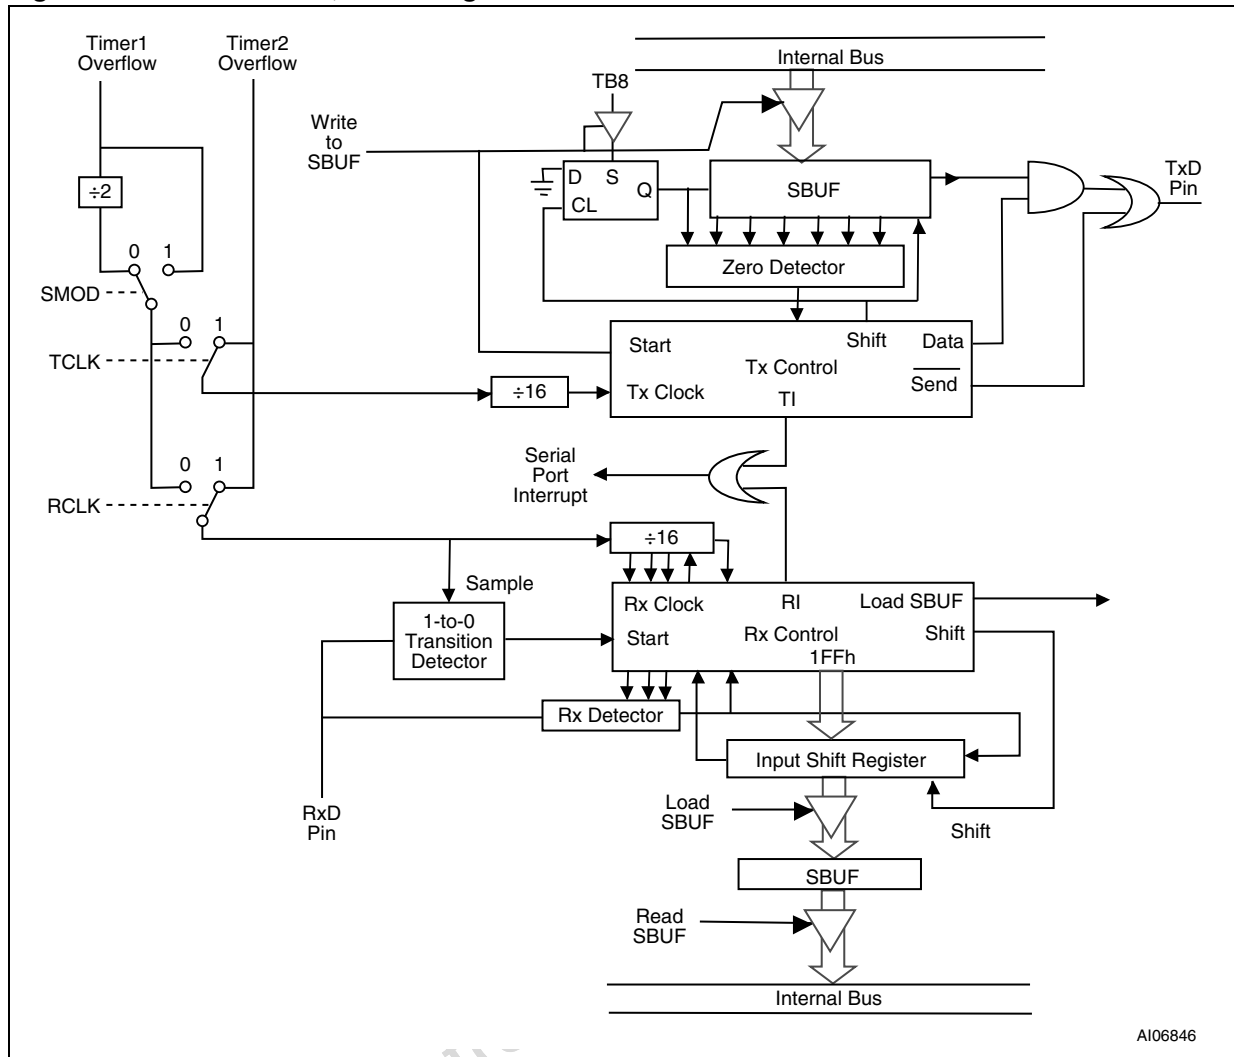 Timer1
Overflow
Timer2
Overflow
Internal Bus
TB8
Write
to
SBUF
D S
Q
CL
SBUF
TxD
Pin
÷2
0 1
SMOD
Zero Detector
0 1
TCLK
Start
Shift
Data
Tx Control
Send
÷16
Tx Clock
TI
Serial
Port
Interrupt
0 1
RCLK
÷16
Sample
Rx Clock
RI
Load SBUF
1-to-0
Transition
Detector
Start
Rx Control
Shift
1FFh
Rx Detector
Input Shift Register
RxD
Pin
Load
SBUF
Shift
SBUF
Read
SBUF
Internal Bus
AI06846